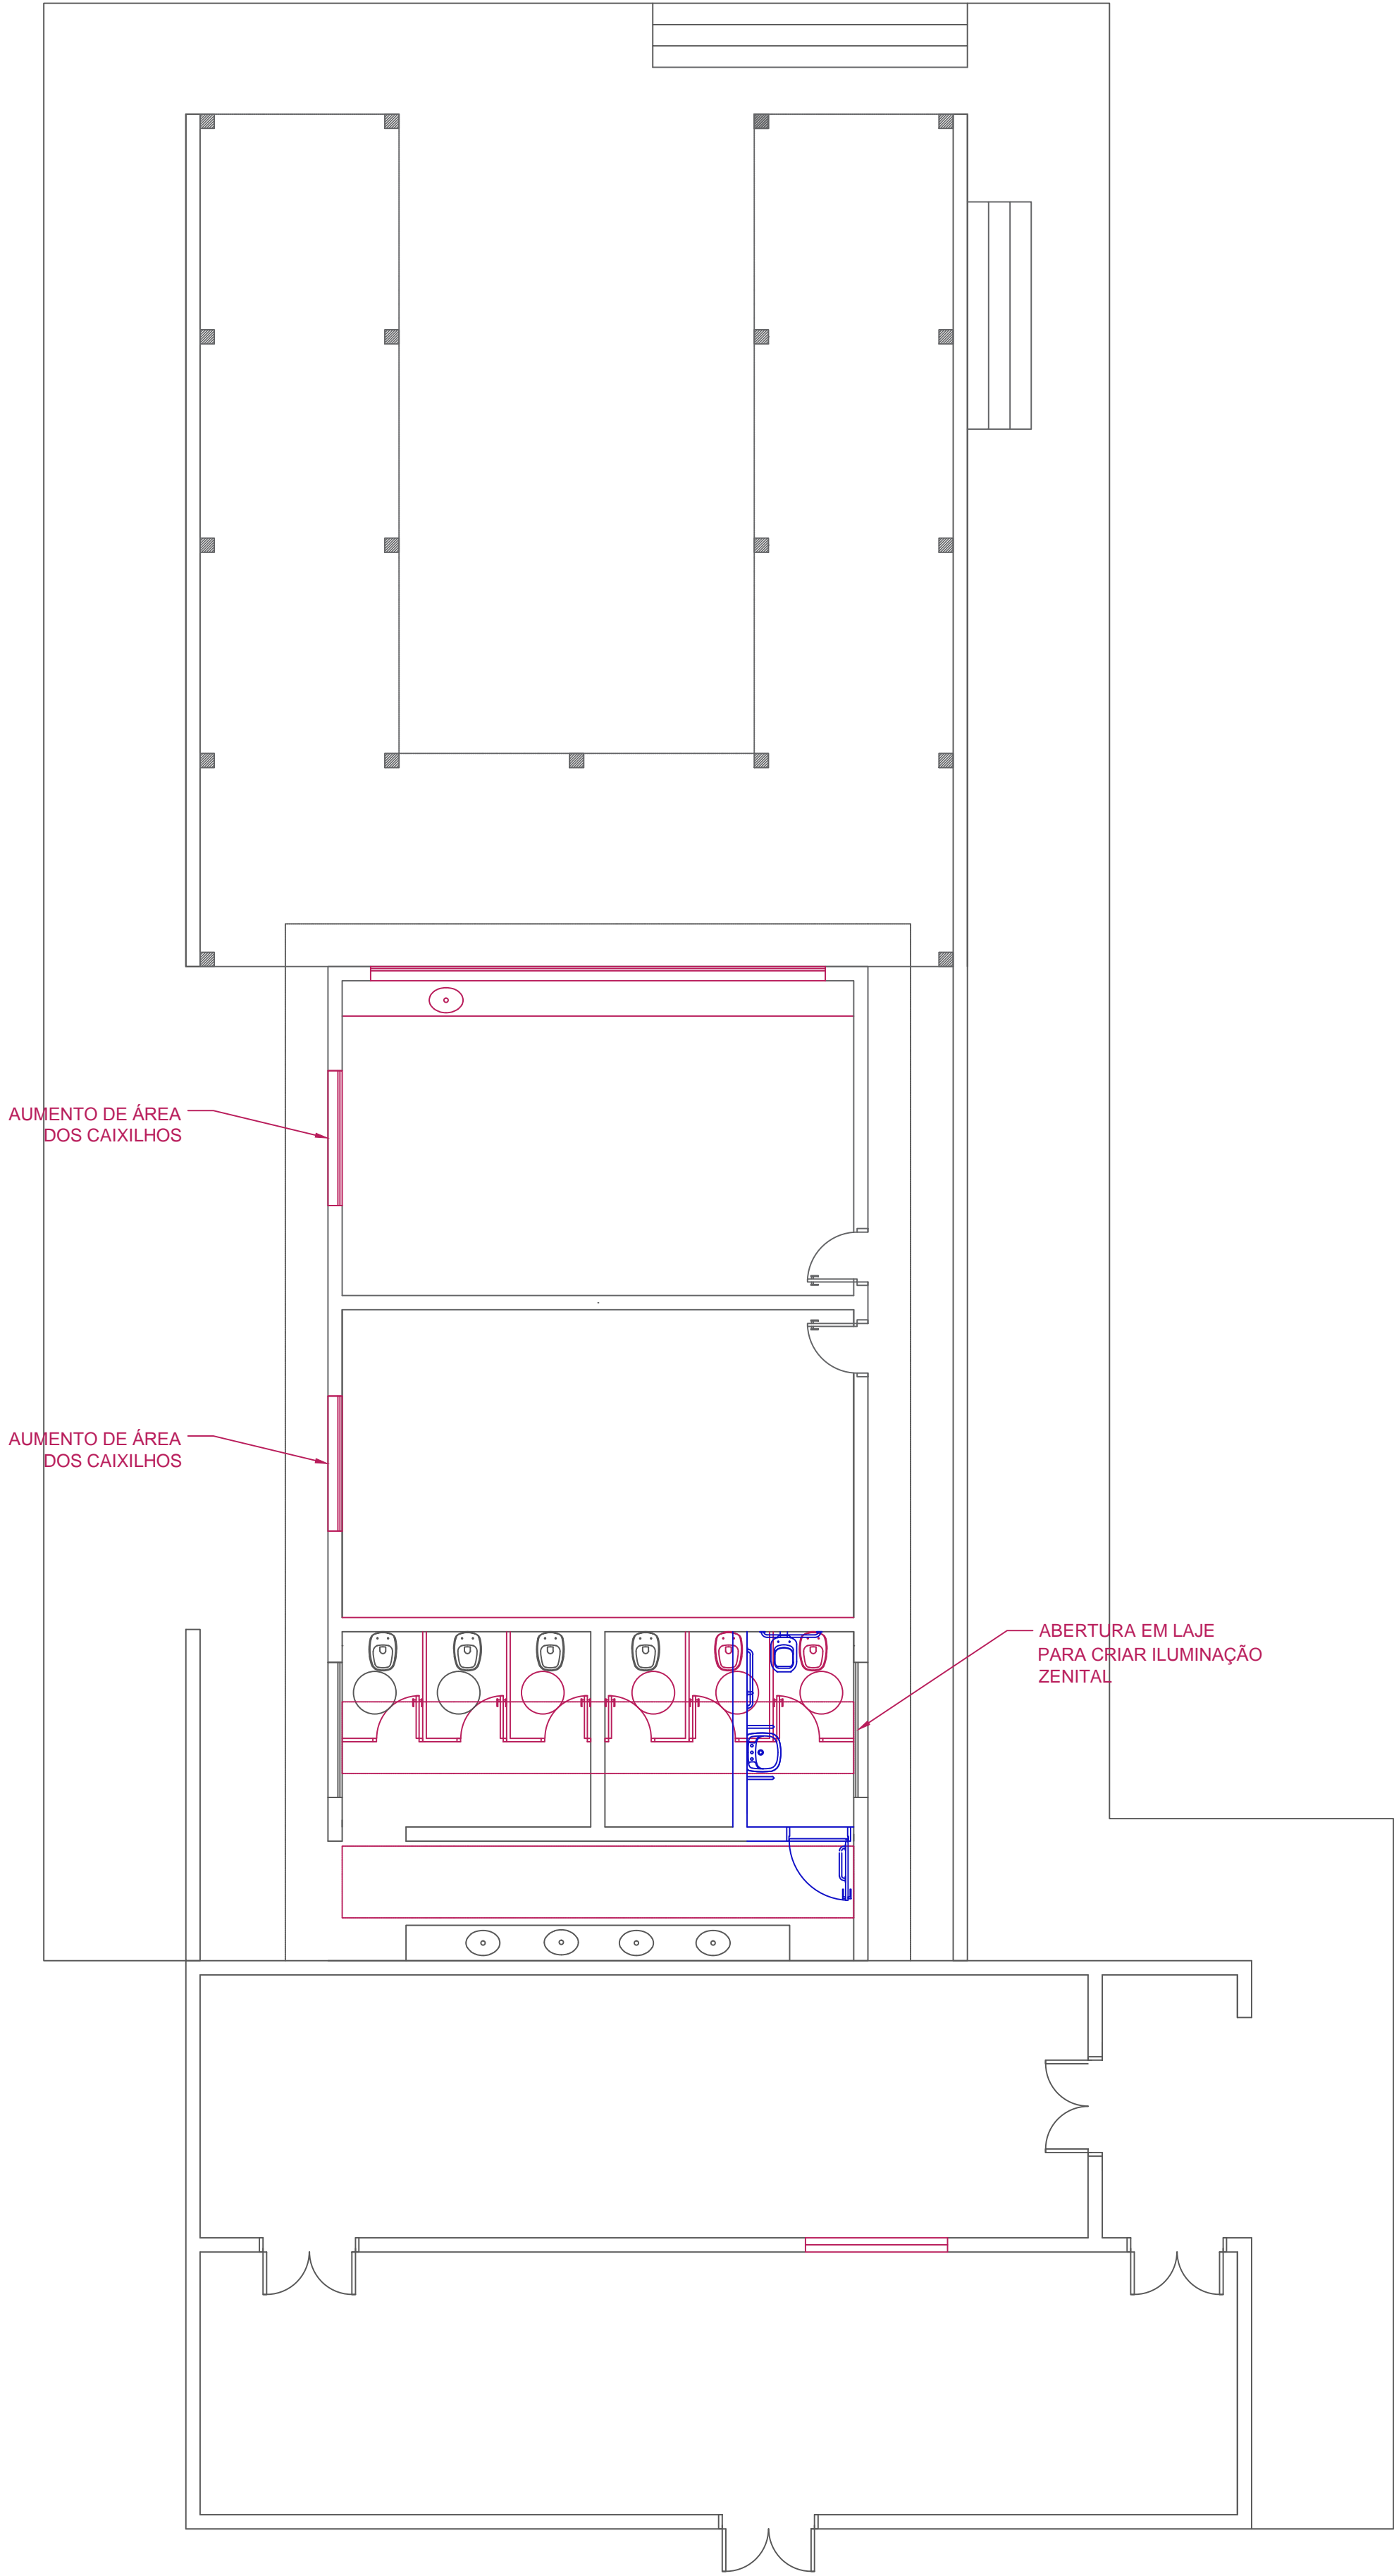 AUMENTO DE ÁREA
DOS CAIXILHOS
AUMENTO DE ÁREA
DOS CAIXILHOS
ABERTURA EM LAJE
PARA CRIAR ILUMINAÇÃO
ZENITAL